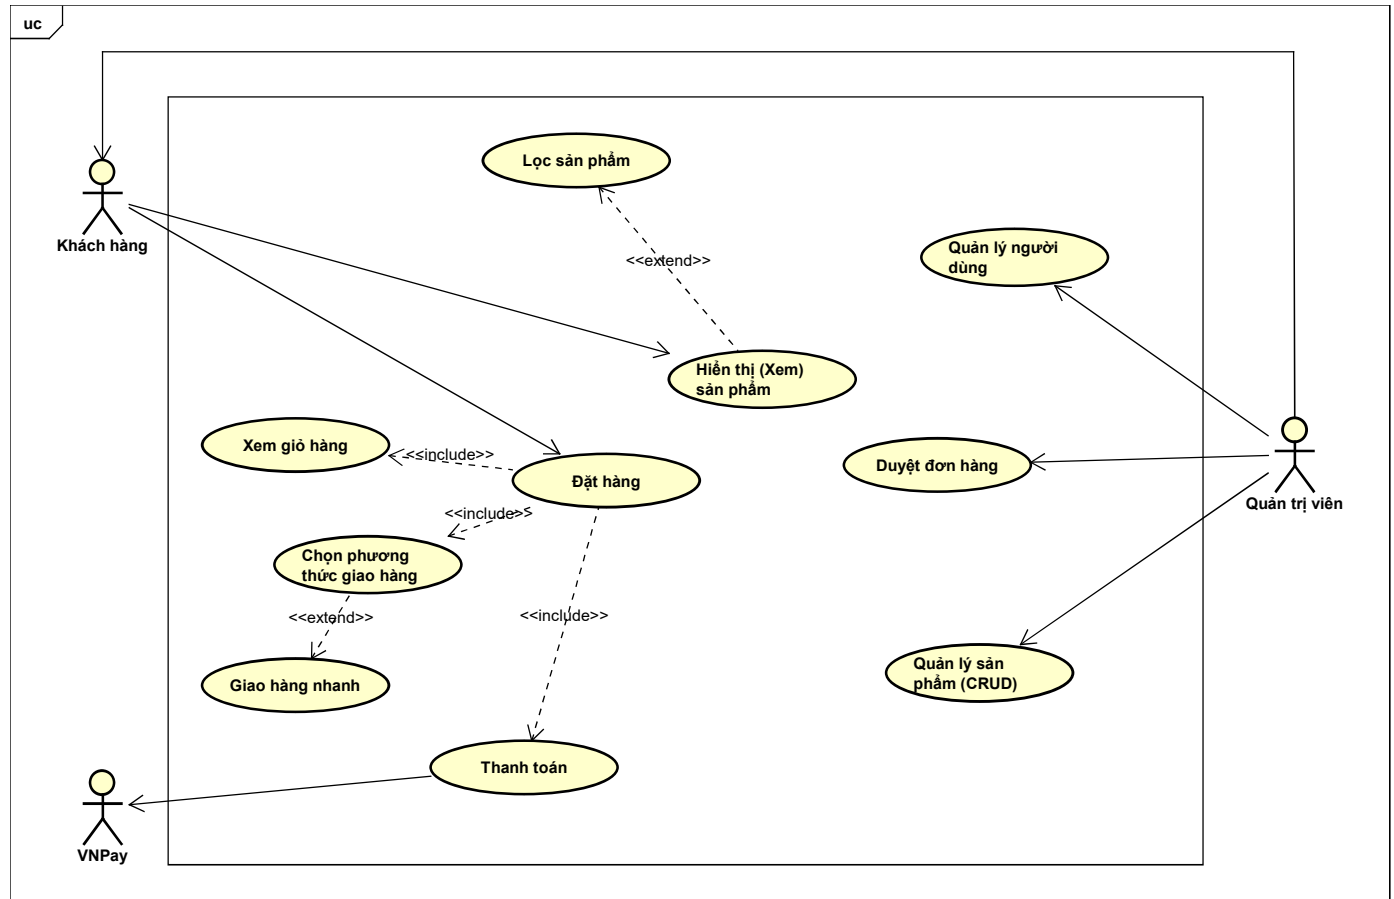 uc
Lọc sản phẩm
Khách hàng
Quản lý người
dùng
<<extend>>
Hiển thị (Xem)
sản phẩm
Xem giỏ hàng
<<include>>
Duyệt đơn hàng
Đặt hàng
Quản trị viên
<<include>>
Chọn phương
thức giao hàng
<<extend>>
<<include>>
Giao hàng nhanh
Quản lý sản
phẩm (CRUD)
Thanh toán
VNPay